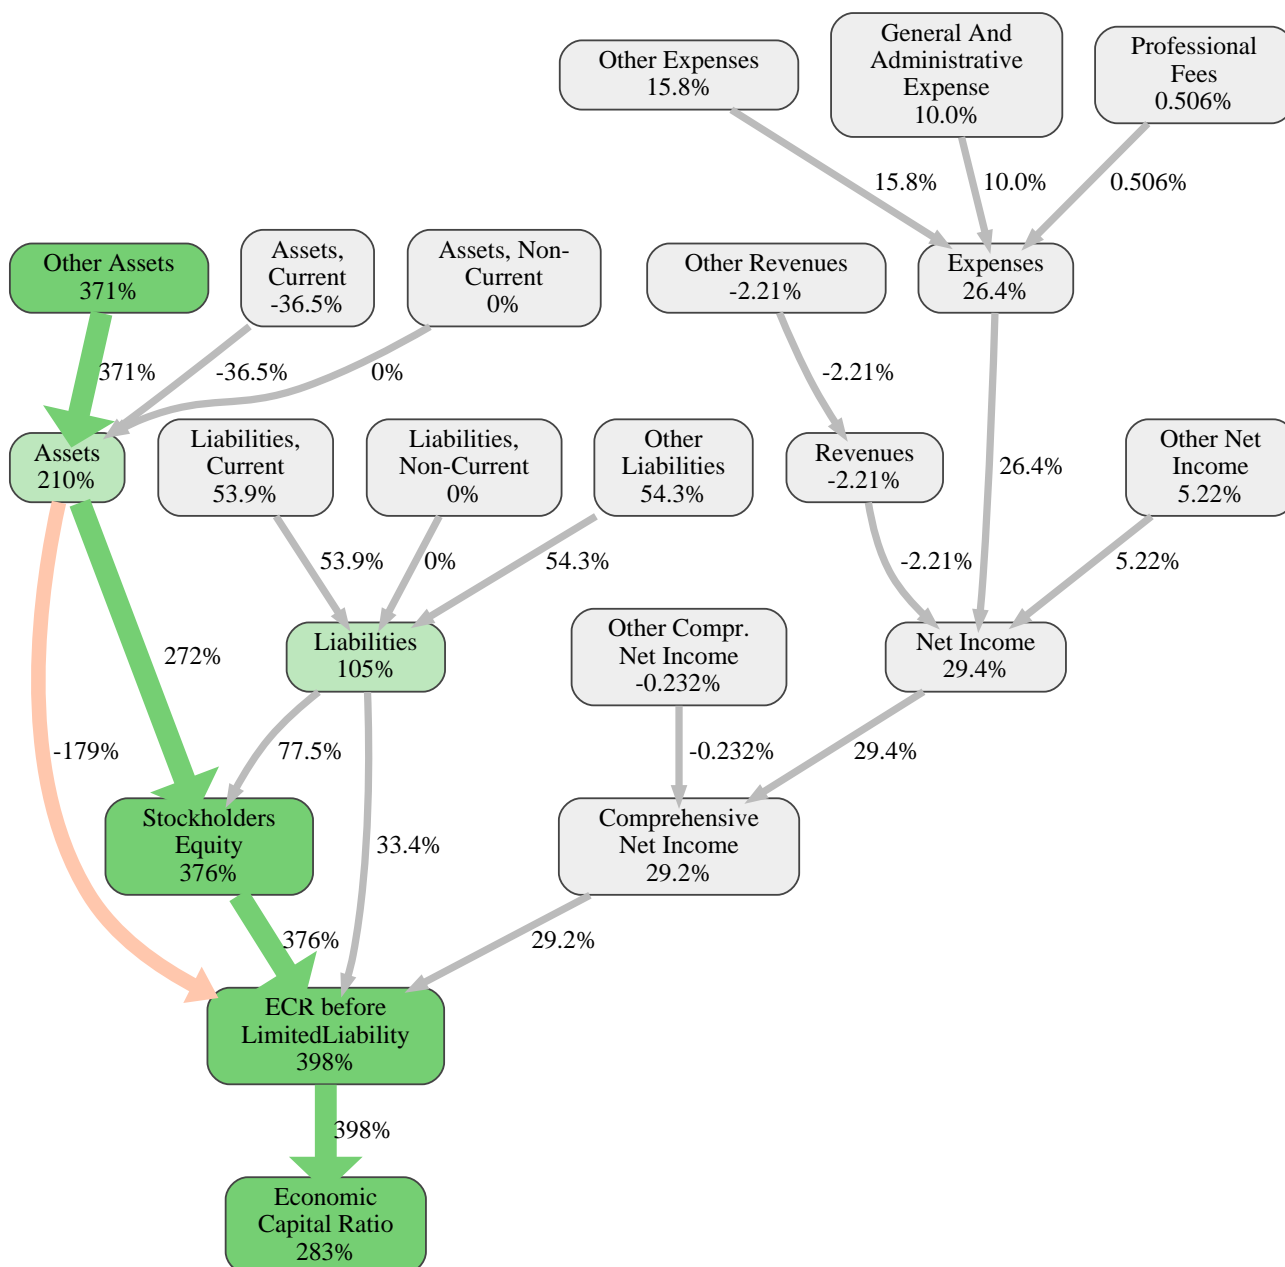 Other Expenses
15.8%
General And
Administrative
Expense
10.0%
Professional
Fees
0.506%
15.8%
10.0%
0.506%
Other Assets
371%
Assets,
Current
-36.5%
Assets, Non-
Current
0%
Other Revenues
-2.21%
Expenses
26.4%
371%
-36.5%
0%
-2.21%
Assets
210%
Liabilities,
Current
53.9%
Liabilities,
Non-Current
0%
Other
Liabilities
54.3%
Revenues
-2.21%
26.4%
Other Net
Income
5.22%
53.9%
0%
54.3%
-2.21%
5.22%
272%
Liabilities
105%
Other Compr.
Net Income
-0.232%
Net Income
29.4%
-179%
77.5%
-0.232%
29.4%
Stockholders
Equity
376%
33.4%
Comprehensive
Net Income
29.2%
376%
29.2%
ECR before
LimitedLiability
398%
398%
Economic
Capital Ratio
283%